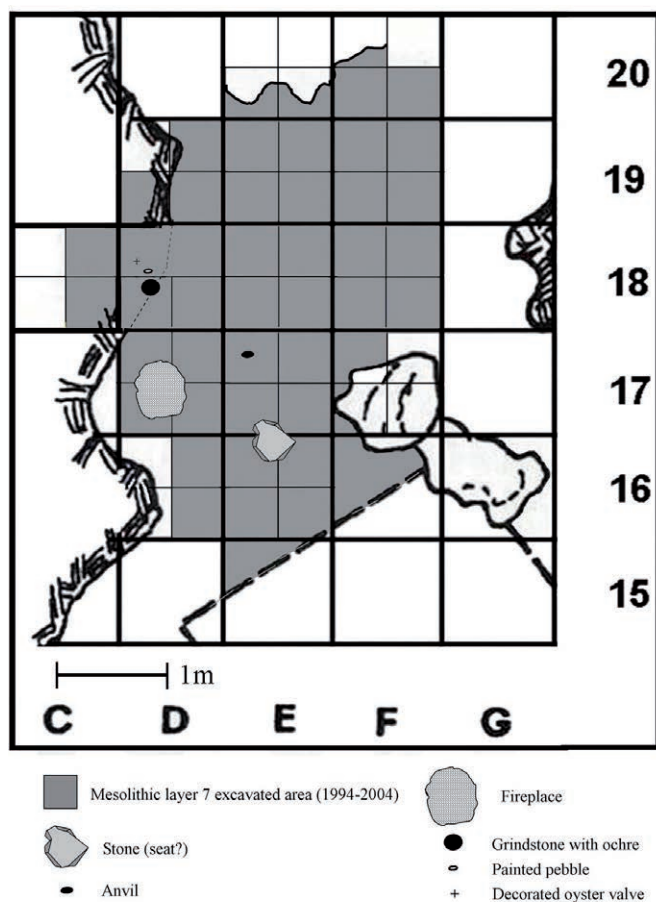 20
19
18
17
16
15
1m
C D E F G
Mesolithic layer 7 excavated area (1994-2004)
Fireplace
Stone (seat?)
Grindstone with ochre
Painted pebble
Anvil
Decorated oyster valve